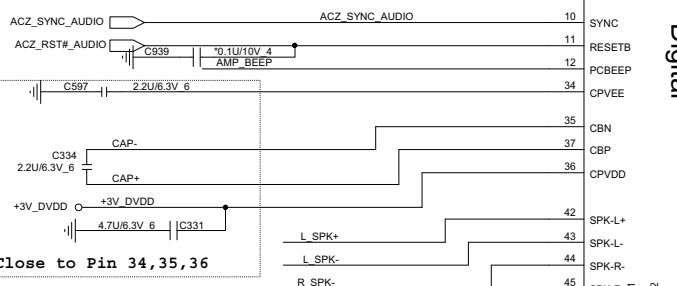 ACZ_SYNC_AUDIO ACZ_SYNC_AUDIO 10 SYNC
ACZ_RST#_AUDIO 11 RESETB
C939 *0.1U/10V_4
AMP_BEEP 12 PCBEEP
C597 2.2U/6.3V_6 34 CPVEE
35 CBN
CAP- 37 CBP
C334
2.2U/6.3V_6
36 CPVDD
CAP+
+3V_DVDD +3V_DVDD
42 SPK-L+
4.7U/6.3V_6 C331
L_SPK+ 43 SPK-L-
Close to Pin 34,35,36
L_SPK- 44 SPK-R-
R_SPK- 45
Digital